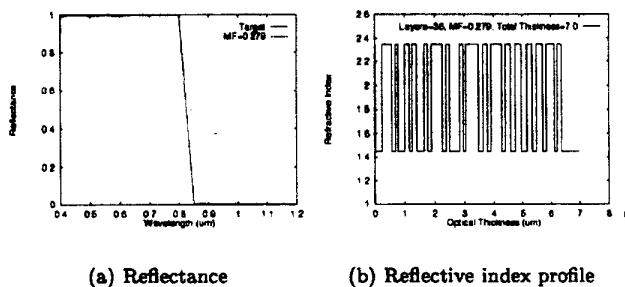 Target
MF=0.279
1
0.8
0.6
0.4
0.2
0
Reflectance
0.4 0.5 0.6 0.7 0.8 0.9 1 1.1 1.2
Wavelength (um)
(a) Reflectance
Layers=36, MF=0.279, Total Thickness=7.0
2.6
2.4
2.2
2
1.8
1.6
1.4
1.2
1
Refractive Index
0 1 2 3 4 5 6 7 8
Optical Thickness (um)
(b) Reflective index profile